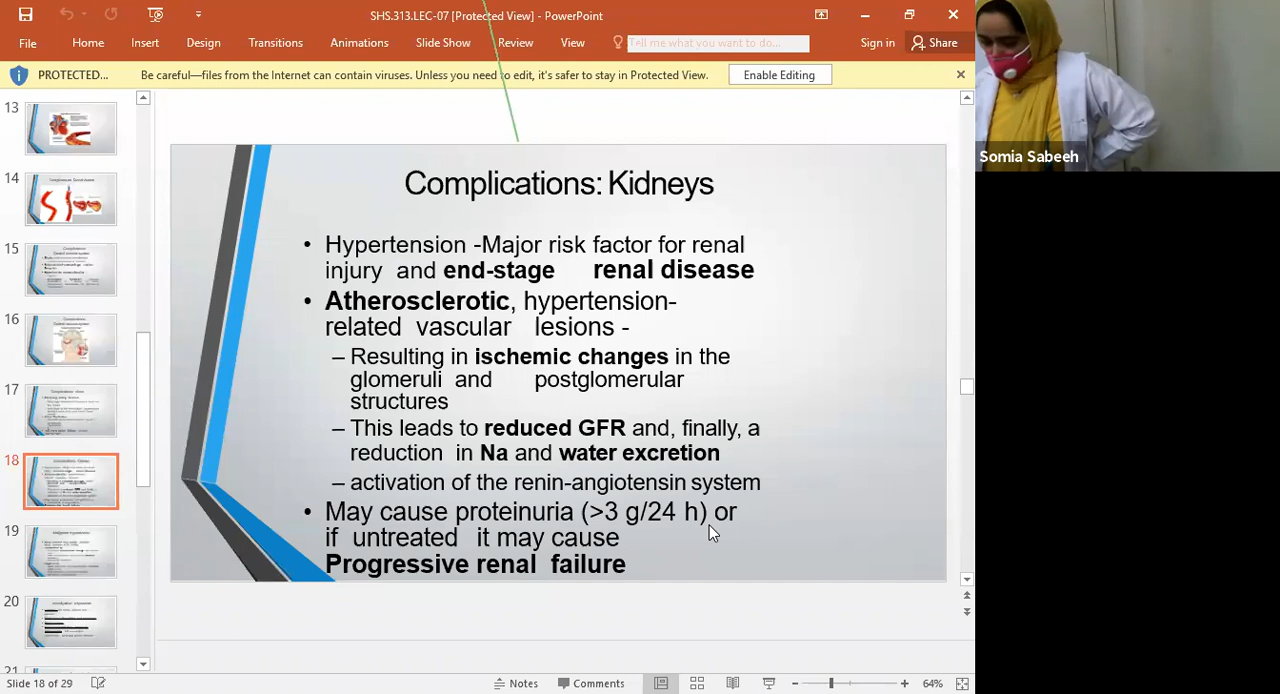 SHS.313.LEC-07 [Protected View] - PowerPoint
File Home Insert Design Transitions Animations Slide Show Review View Tell me what you want to do... Sign in Share
PROTECTED... Be careful—files from the Internet can contain viruses. Unless you need to edit, it's safer to stay in Protected View. Enable Editing
Somia Sabeeh
13
14
15
16
17
18
19
20
21
Complications: Kidneys
• Hypertension -Major risk factor for renal
injury and end-stage renal disease
• Atherosclerotic, hypertension-
related vascular lesions -
– Resulting in ischemic changes in the
glomeruli and postglomerular
structures
– This leads to reduced GFR and, finally, a
reduction in Na and water excretion
– activation of the renin-angiotensin system
• May cause proteinuria (>3 g/24 h) or
if untreated it may cause
Progressive renal failure
Slide 18 of 29 Notes Comments 64%